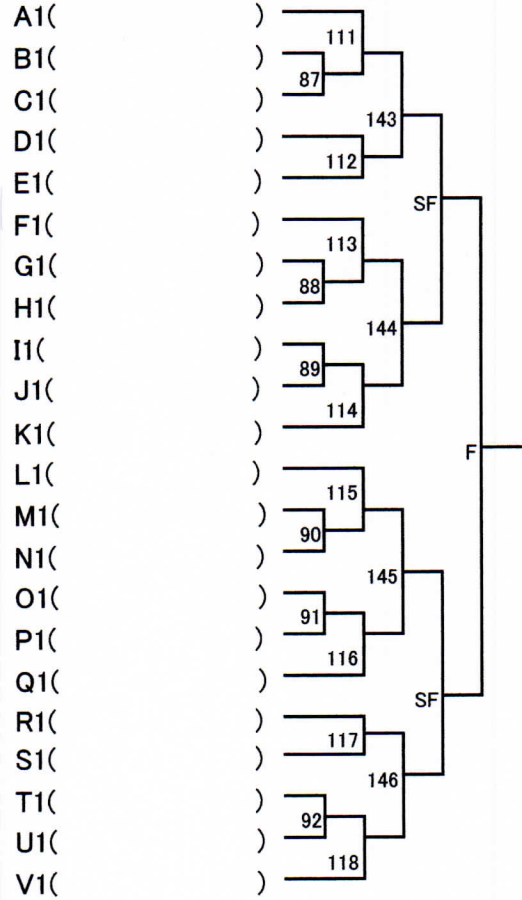 A1( )
111
B1( )
87
C1( )
143
D1( )
112
E1( )
SF
F1( )
113
G1( )
88
H1( )
144
I1( )
89
J1( )
114
K1( )
F
L1( )
115
M1( )
90
N1( )
145
O1( )
91
P1( )
116
Q1( )
SF
R1( )
117
S1( )
146
T1( )
92
U1( )
118
V1( )